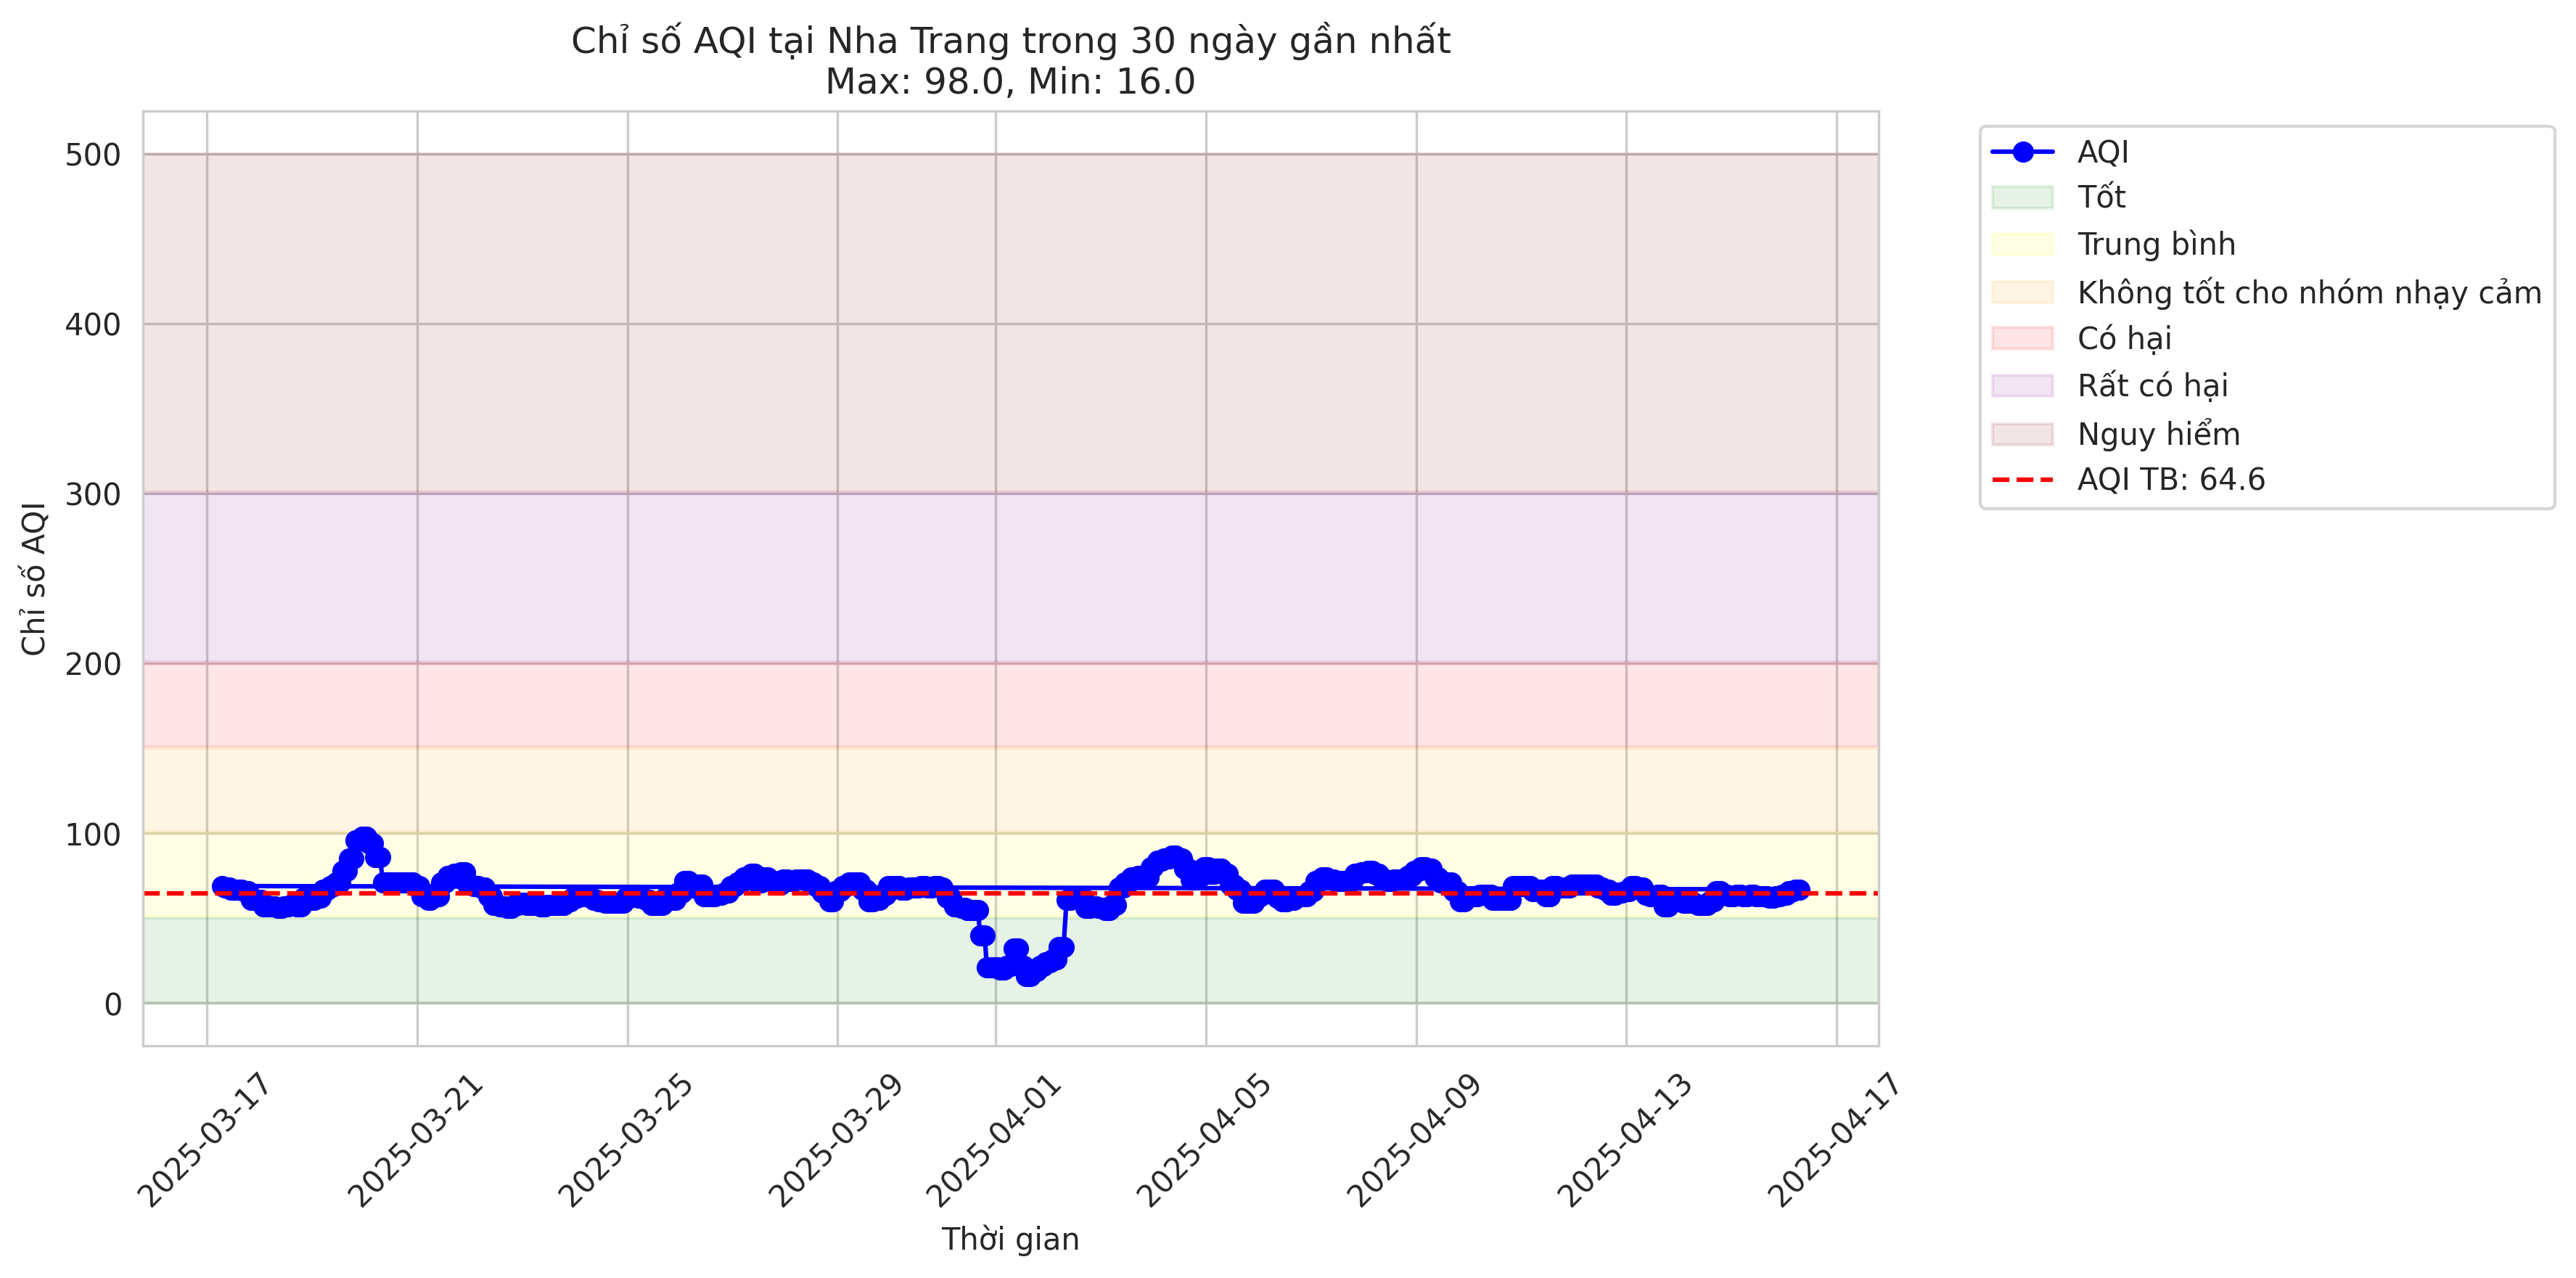 Chỉ số AQI tại Nha Trang trong 30 ngày gần nhất
Max: 98.0, Min: 16.0
Chỉ số AQI
500
400
300
200
100
0
2025-03-17
2025-03-21
2025-03-25
2025-03-29
2025-04-01
2025-04-05
2025-04-09
2025-04-13
2025-04-17
Thời gian
AQI
Tốt
Trung bình
Không tốt cho nhóm nhạy cảm
Có hại
Rất có hại
Nguy hiểm
AQI TB: 64.6